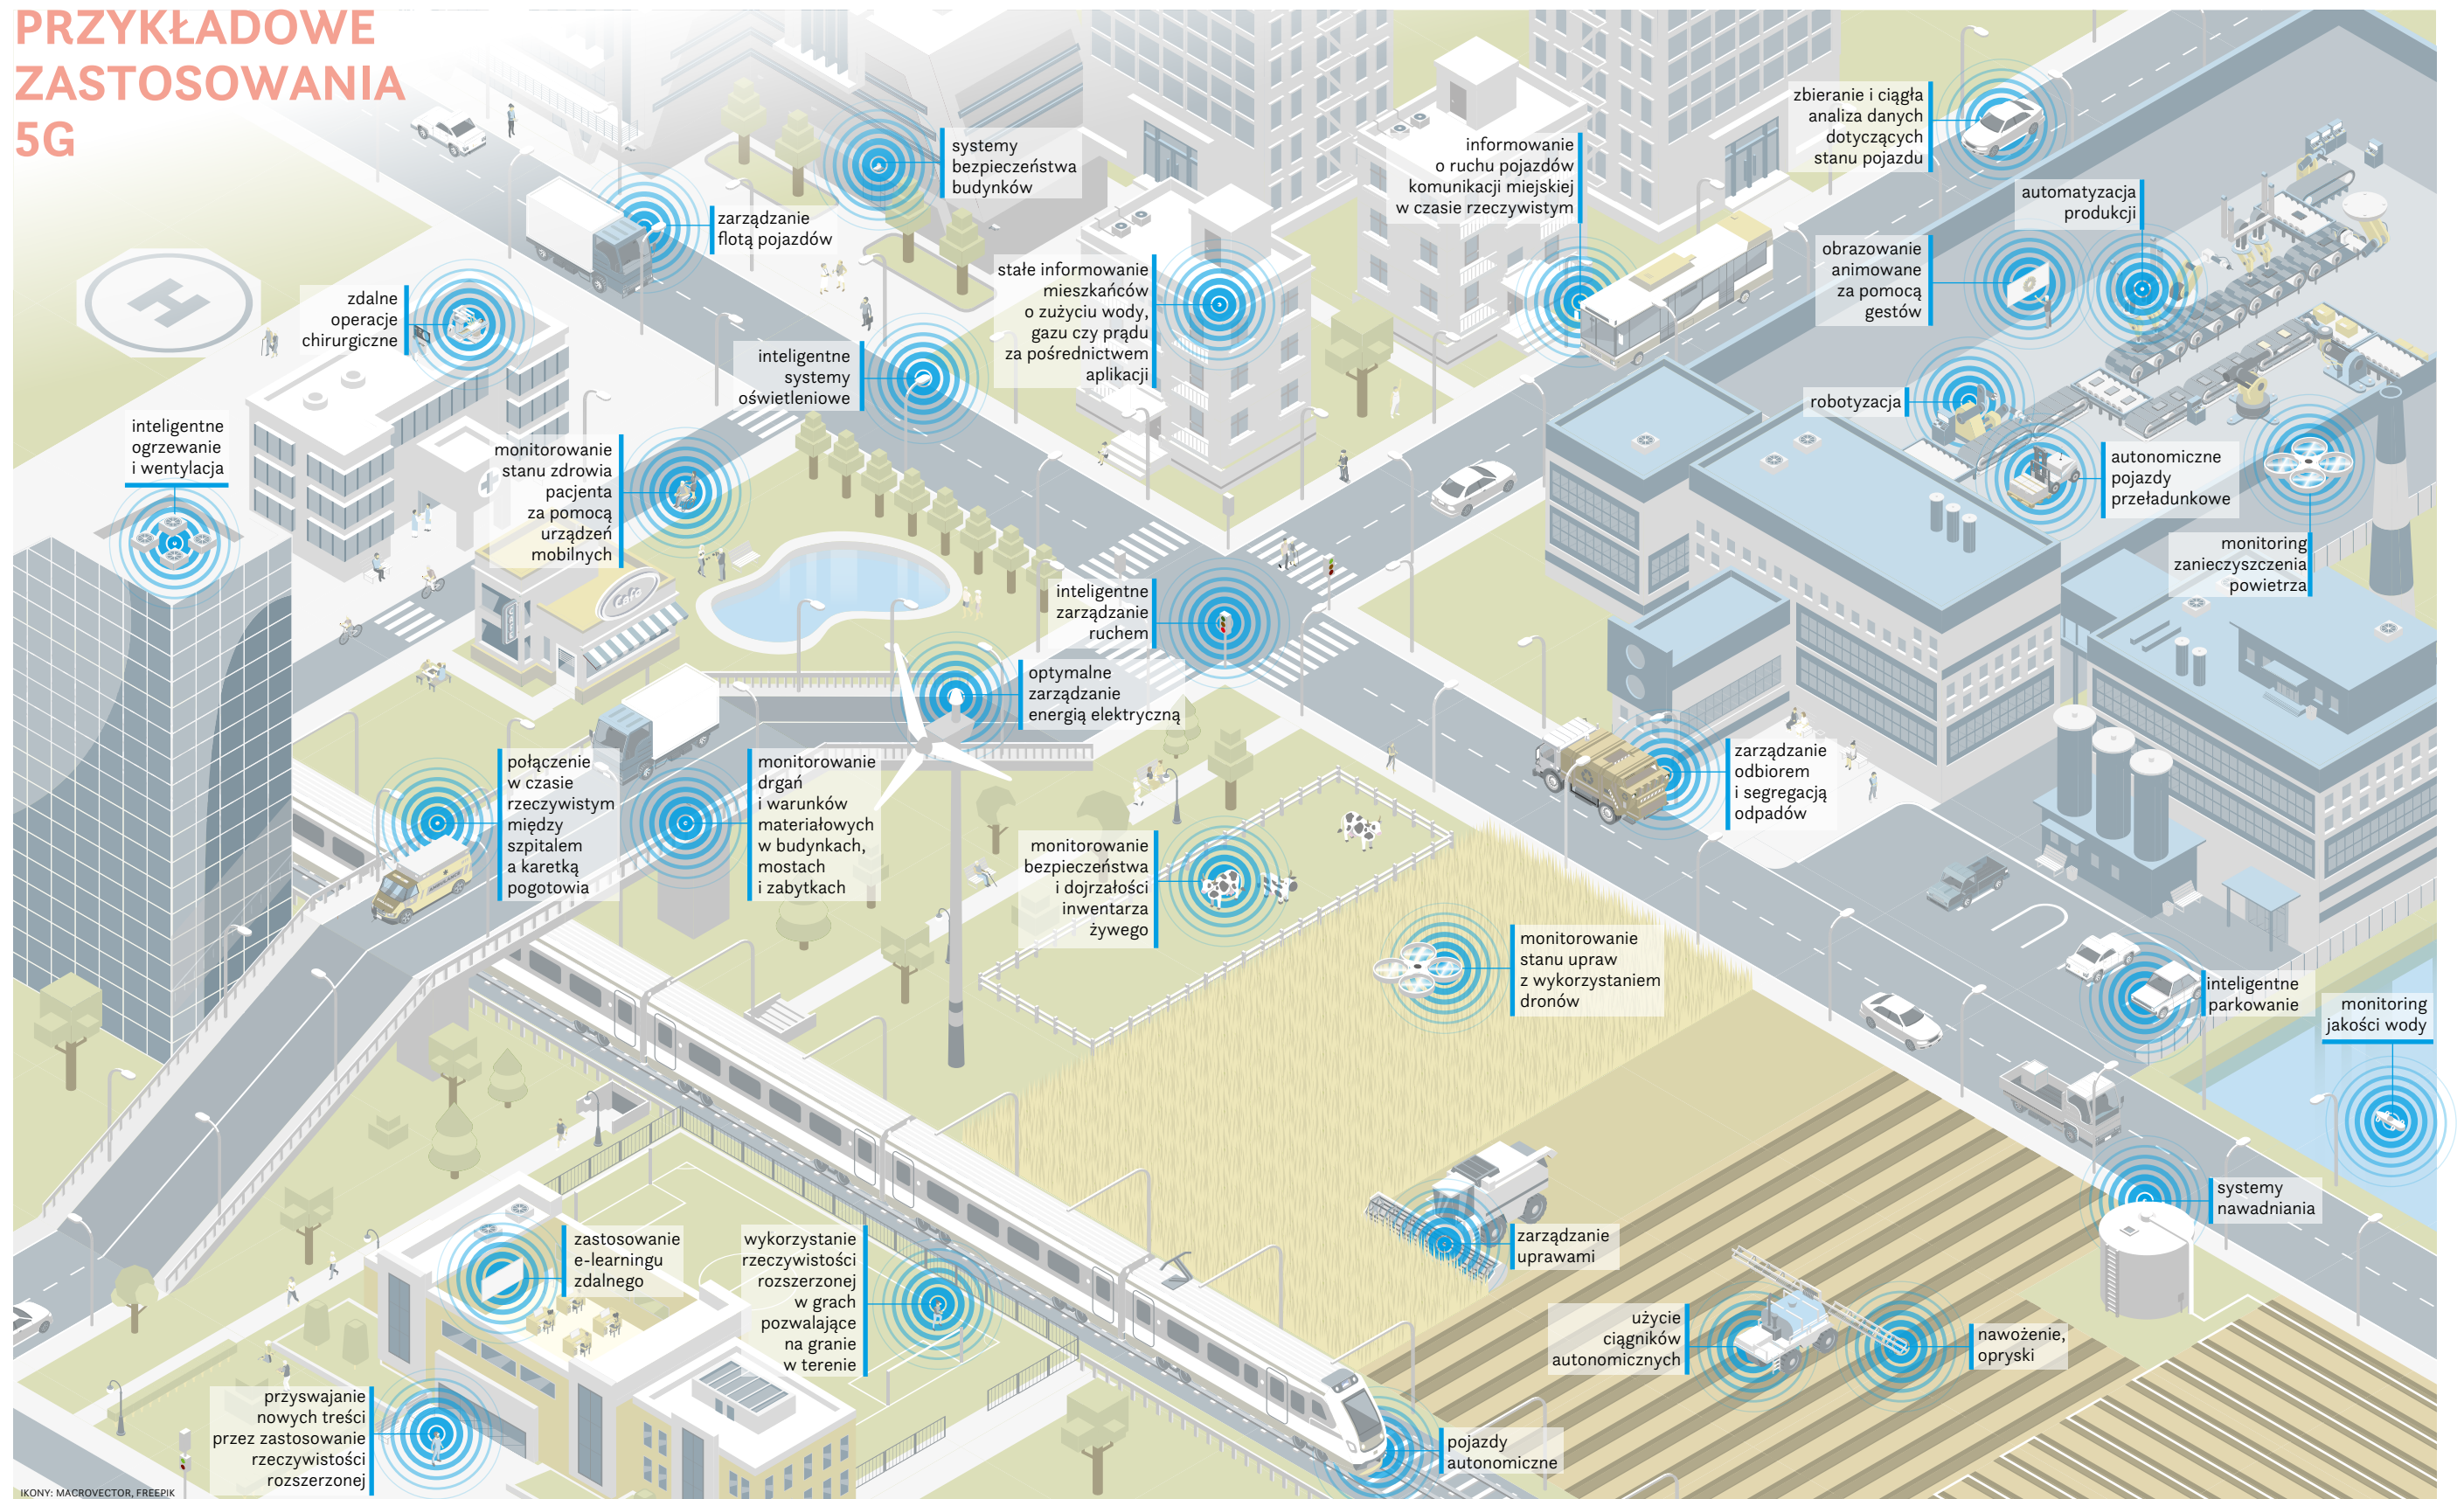 PRZYKŁADOWE
ZASTOSOWANIA
5G
systemy
bezpieczeństwa
budynków
zarządzanie
flotą pojazdów
informowanie
o ruchu pojazdów
komunikacji miejskiej
w czasie rzeczywistym
zbieranie i ciągła
analiza danych
dotyczących
stanu pojazdu
automatyzacja
produkcji
obrazowanie
animowane
za pomocą
gestów
stałe informowanie
mieszkańców
o zużyciu wody,
gazu czy prądu
za pośrednictwem
aplikacji
zdalne
operacje
chirurgiczne
inteligentne
systemy
oświetleniowe
robotyzacja
inteligentne
ogrzewanie
i wentylacja
monitorowanie
stanu zdrowia
pacjenta
za pomocą
urządzeń
mobilnych
autonomiczne
pojazdy
przeładunkowe
monitoring
zanieczyszczenia
powietrza
Cafe
inteligentne
zarządzanie
ruchem
optymalne
zarządzanie
energią elektryczną
połączenie
w czasie
rzeczywistym
między
szpitalem
a karetką
pogotowia
AMBULANCE
monitorowanie
drgań
i warunków
materiałowych
w budynkach,
mostach
i zabytkach
zarządzanie
odbiorem
i segregacją
odpadów
monitorowanie
bezpieczeństwa
i dojrzałości
inwentarza
żywego
monitorowanie
stanu upraw
z wykorzystaniem
dronów
inteligentne
parkowanie
monitoring
jakości wody
systemy
nawadniania
zastosowanie
e-learningu
zdalnego
wykorzystanie
rzeczywistości
rozszerzonej
w grach
pozwalające
na granie
w terenie
zarządzanie
uprawami
użycie
ciągników
autonomicznych
nawożenie,
opryski
przyswajanie
nowych treści
przez zastosowanie
rzeczywistości
rozszerzonej
pojazdy
autonomiczne
IKONY: MACROVECTOR, FREEPIK
H